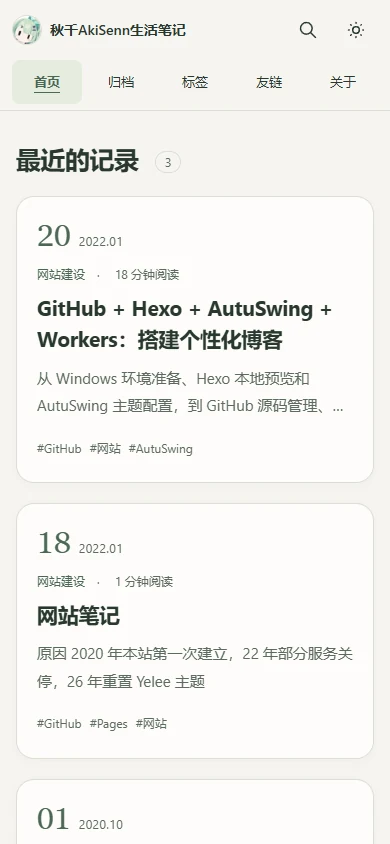 秋千AkiSenn生活笔记
首页 归档 标签 友链 关于
最近的记录 3
20 2022.01
网站建设 · 18 分钟阅读
GitHub + Hexo + AutuSwing +
Workers：搭建个性化博客
从 Windows 环境准备、Hexo 本地预览和
AutuSwing 主题配置，到 GitHub 源码管理、...
#GitHub #网站 #AutuSwing
18 2022.01
网站建设 · 1 分钟阅读
网站笔记
原因 2020 年本站第一次建立，22 年部分服务关
停，26 年重置 Yelee 主题
#GitHub #Pages #网站
01 2020.10